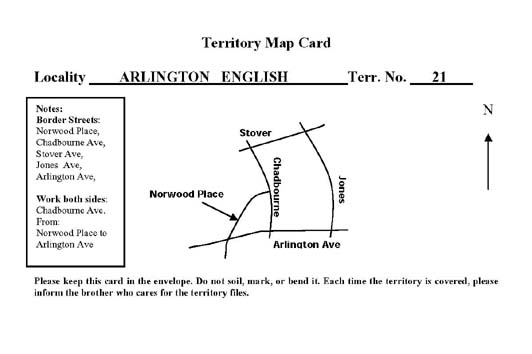 Territory Map Card
Locality ARLINGTON ENGLISH Terr. No. 21
Notes:
Border Streets:
Norwood Place,
Chadbourne Ave,
Stover Ave,
Jones Ave,
Arlington Ave,
Work both sides:
Chadbourne Ave.
From:
Norwood Place to
Arlington Ave
N
Stover
Chadbourne
Jones
Norwood Place
Arlington Ave
Please keep this card in the envelope. Do not soil, mark, or bend it. Each time the territory is covered, please
inform the brother who cares for the territory files.